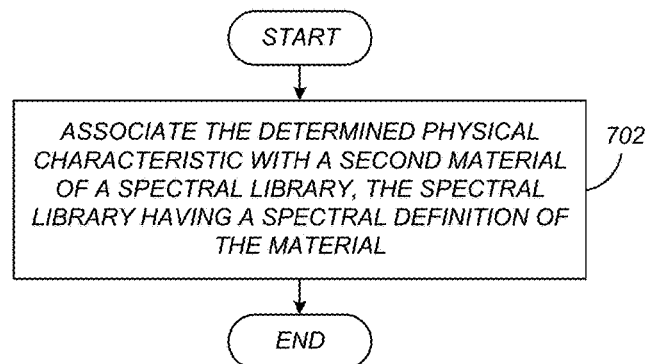 START
ASSOCIATE THE DETERMINED PHYSICAL
CHARACTERISTIC WITH A SECOND MATERIAL
OF A SPECTRAL LIBRARY, THE SPECTRAL
LIBRARY HAVING A SPECTRAL DEFINITION OF
THE MATERIAL
702
END